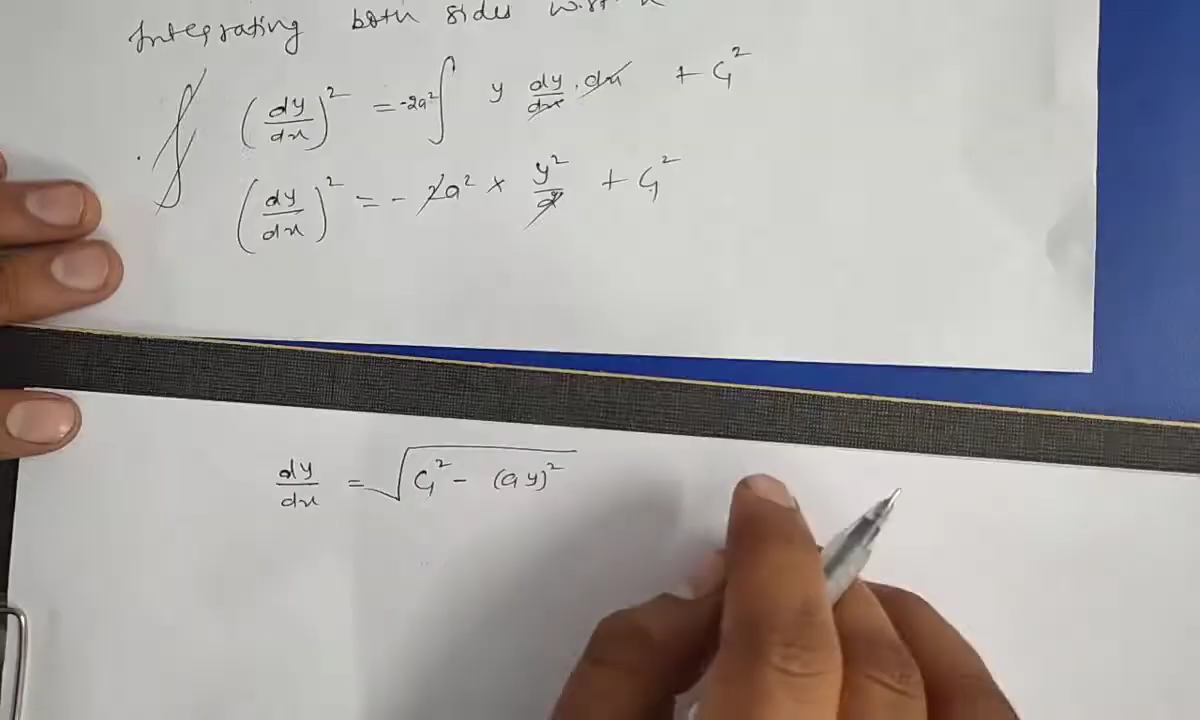 Integrating both sides w.r.t x
(dy/dx)² = -2a² ∫ y dy/dx . dx + C₁²
(dy/dx)² = - 2a² × y²/2 + C₁²
dy/dx = √(C₁² - (ay)²)